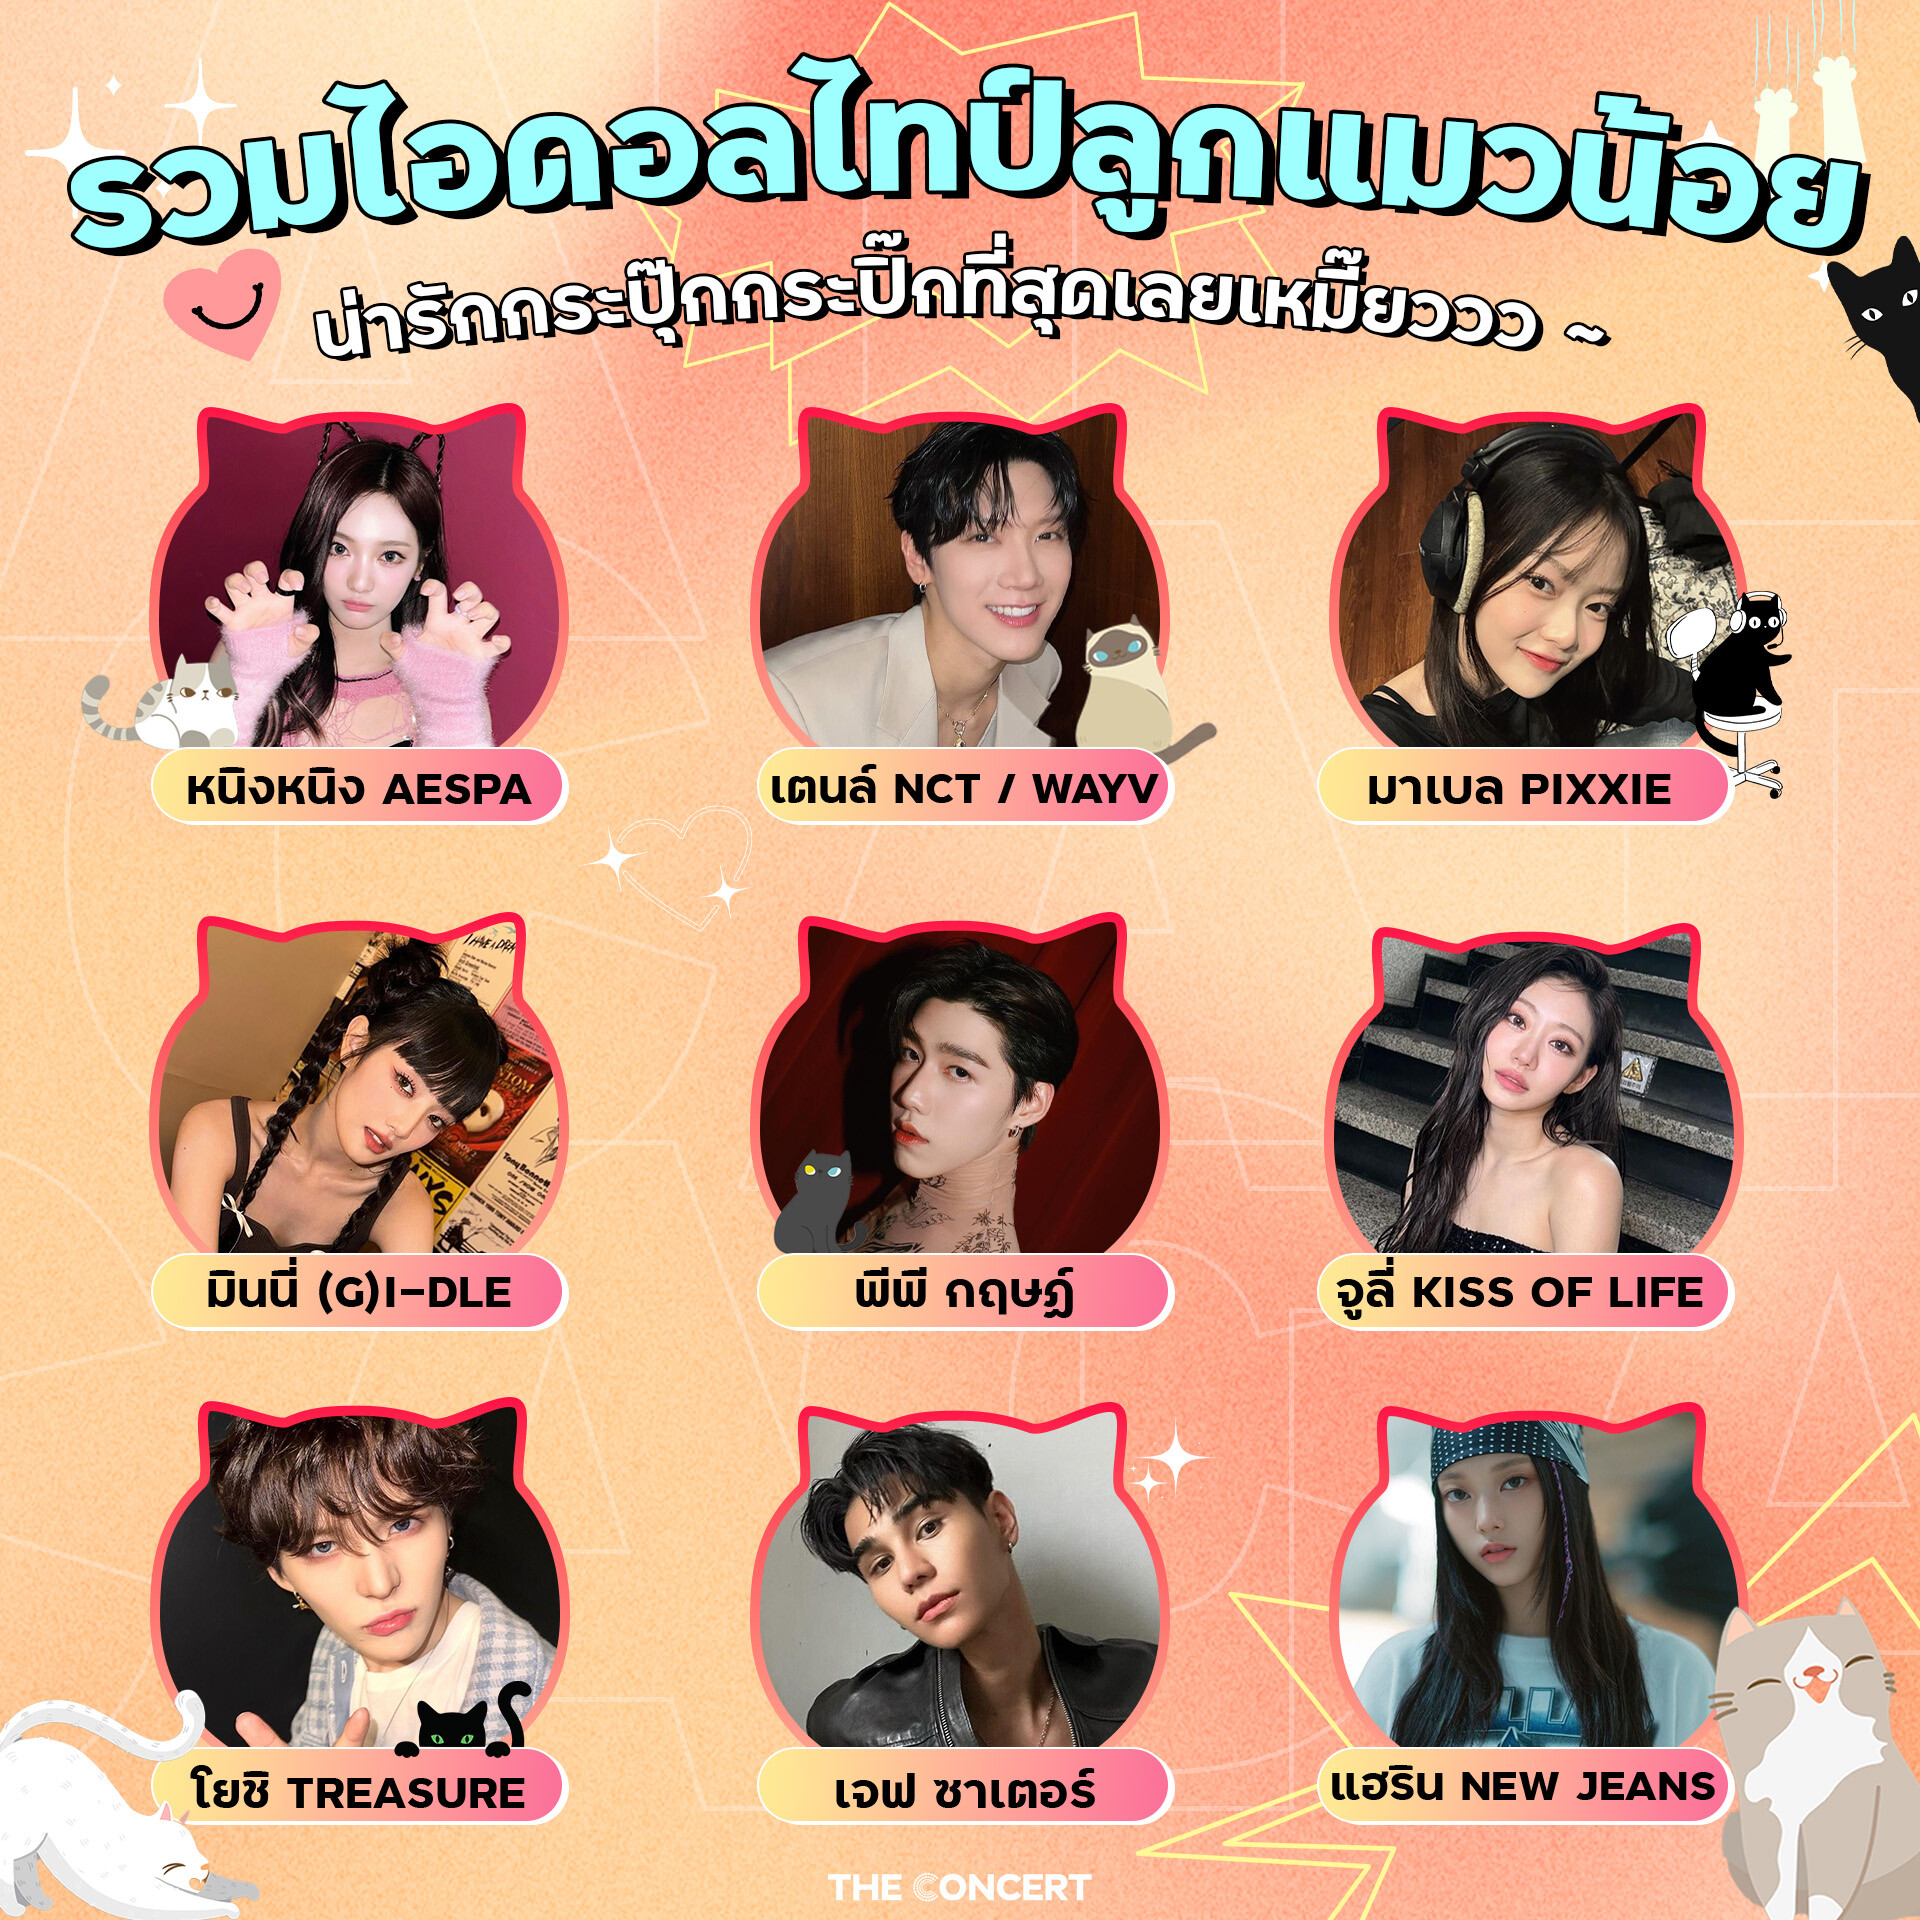 รวมไอดอลไทป์ลูกแมวน้อย
น่ารักกระปุ๊กกระปิ๊กที่สุดเลยเหมี๊ยววว ~
หนิงหนิง AESPA
เตนล์ NCT / WAYV
มาเบล PIXXIE
I HAVE A DREAM
Tony Bennett
มินนี่ (G)I-DLE
พีพี กฤษฏ์
จูลี่ KISS OF LIFE
โยชิ TREASURE
เจฟ ซาเตอร์
แฮริน NEW JEANS
THE CONCERT